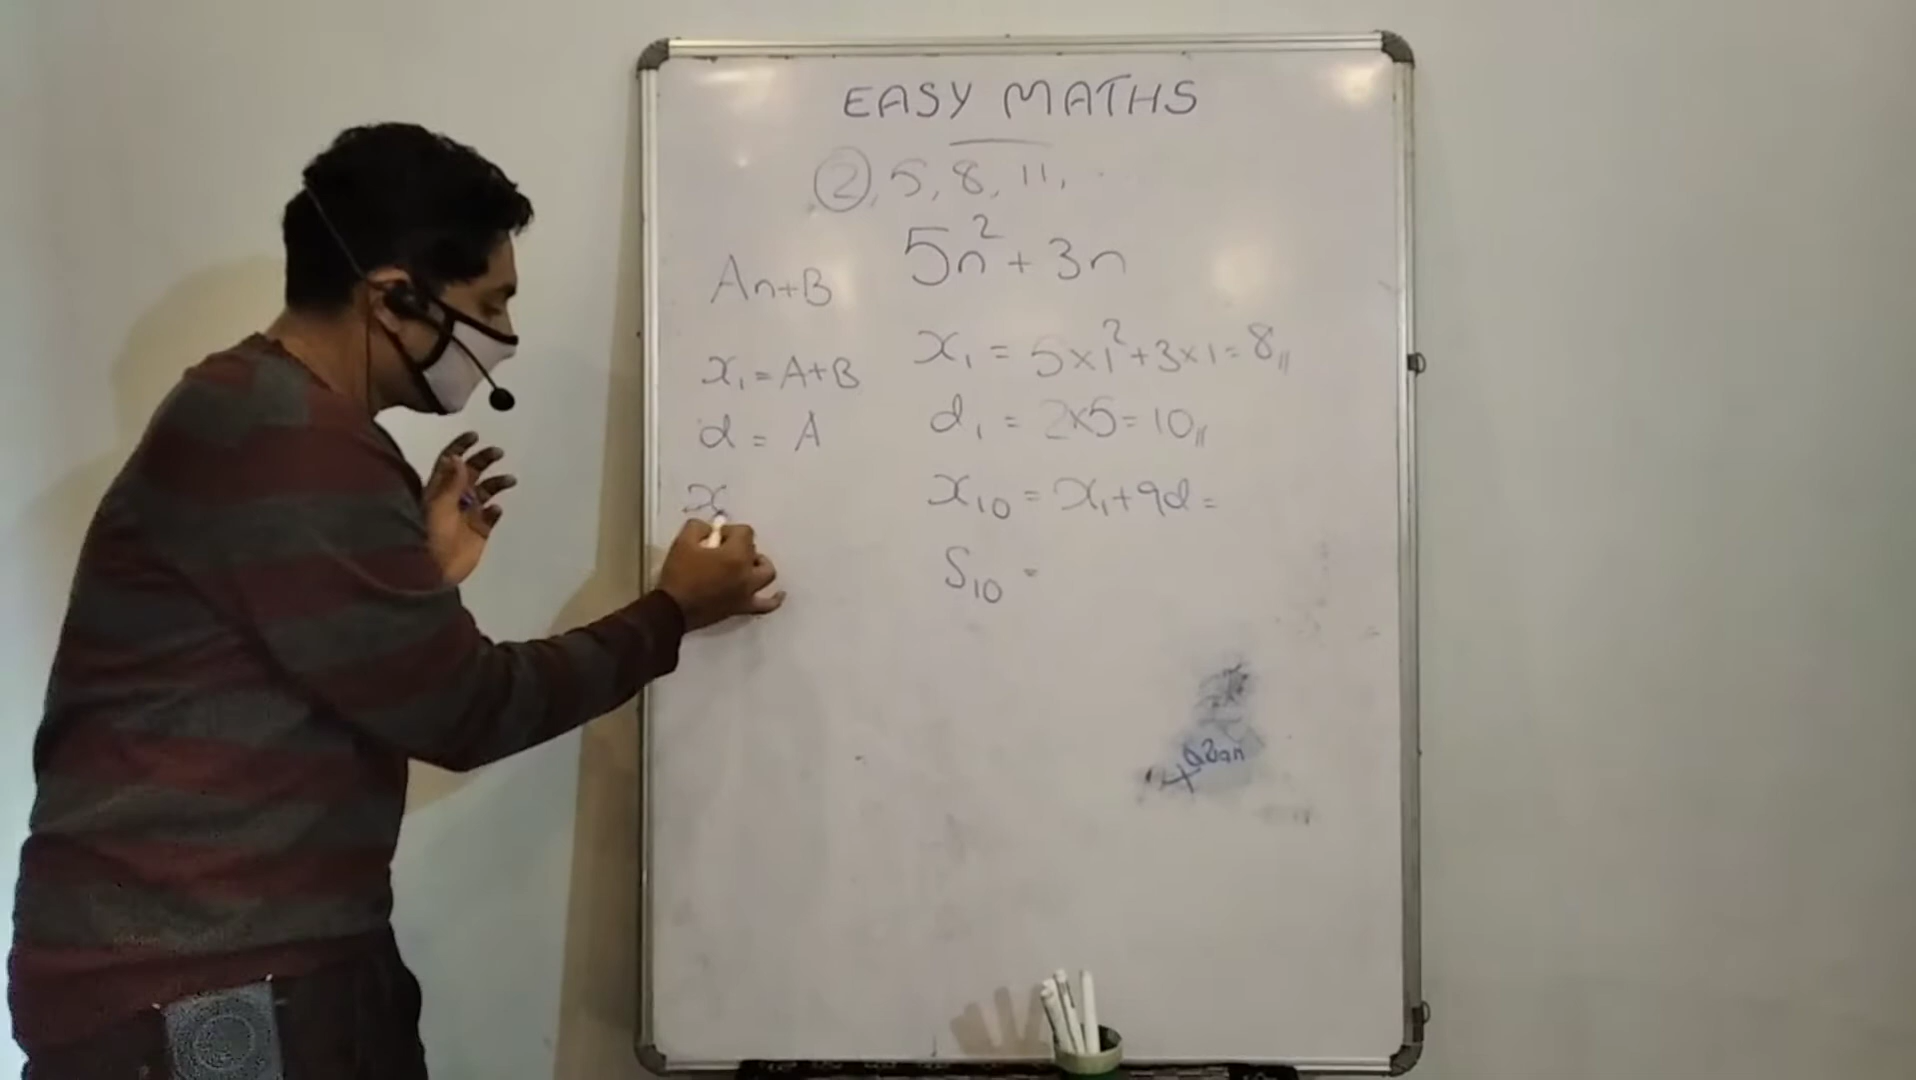 EASY MATHS
2, 5, 8, 11,
5n² + 3n
An+B
x₁ = 5×1²+3×1=8
x₁ = A+B
d₁ = 2×5=10
d = A
x₁₀ = x₁+9d =
x
S₁₀ =